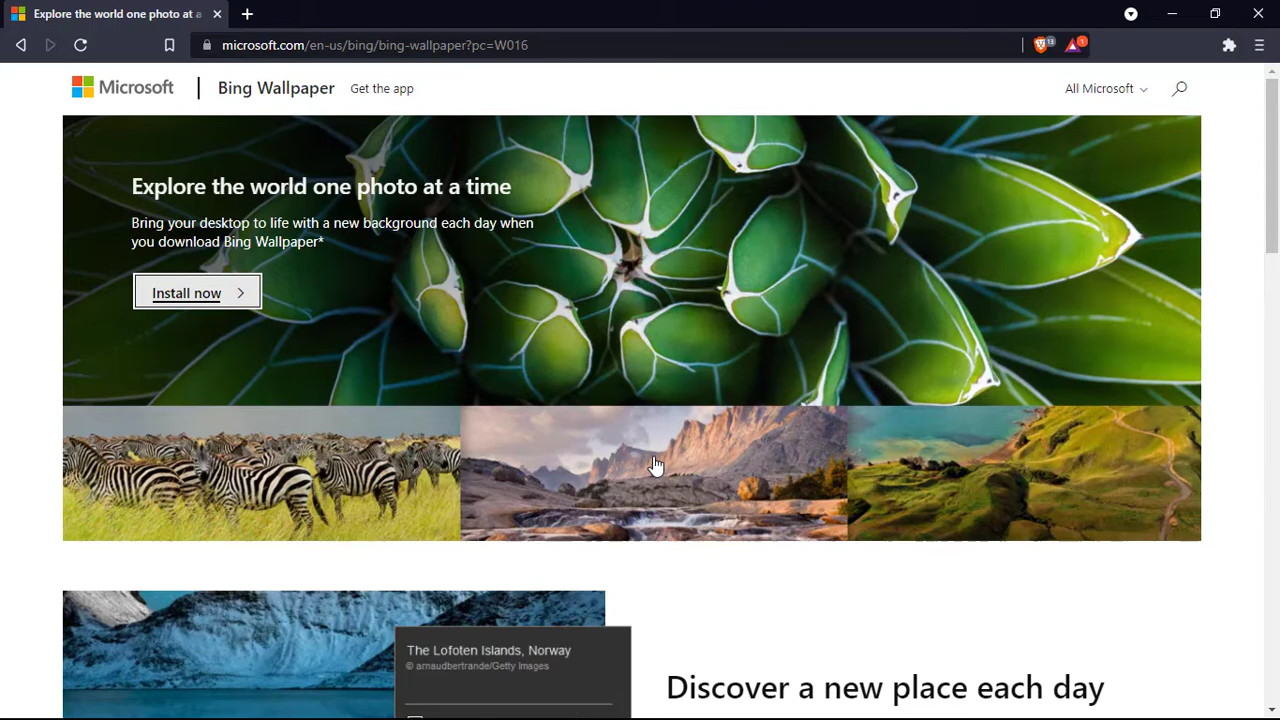 Explore the world one photo at a
microsoft.com/en-us/bing/bing-wallpaper?pc=W016
13
1
Microsoft
Bing Wallpaper
Get the app
All Microsoft
Explore the world one photo at a time
Bring your desktop to life with a new background each day when
you download Bing Wallpaper*
Install now
The Lofoten Islands, Norway
© arnaudbertrande/Getty Images
Discover a new place each day